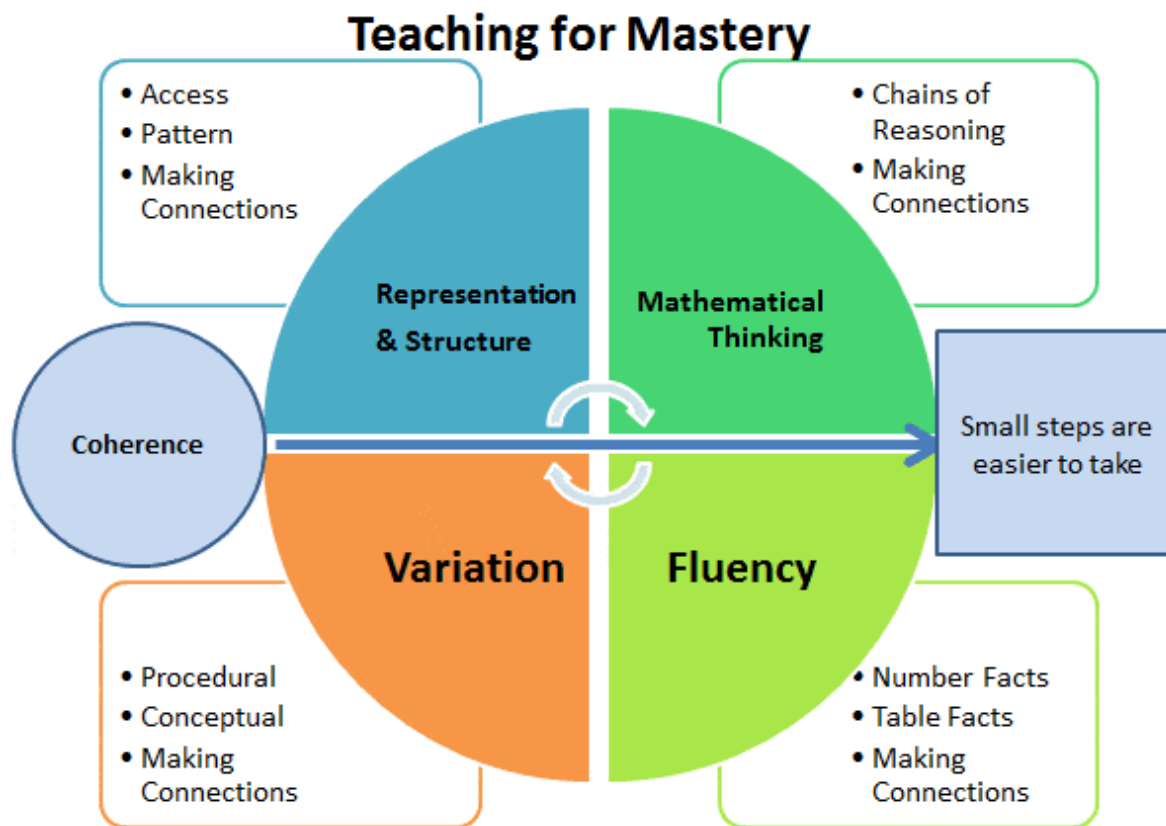 Teaching for Mastery
• Access
• Pattern
• Making
Connections
• Chains of
Reasoning
• Making
Connections
Representation
& Structure
Mathematical
Thinking
Coherence
Small steps are
easier to take
Variation
Fluency
• Procedural
• Conceptual
• Making
Connections
• Number Facts
• Table Facts
• Making
Connections